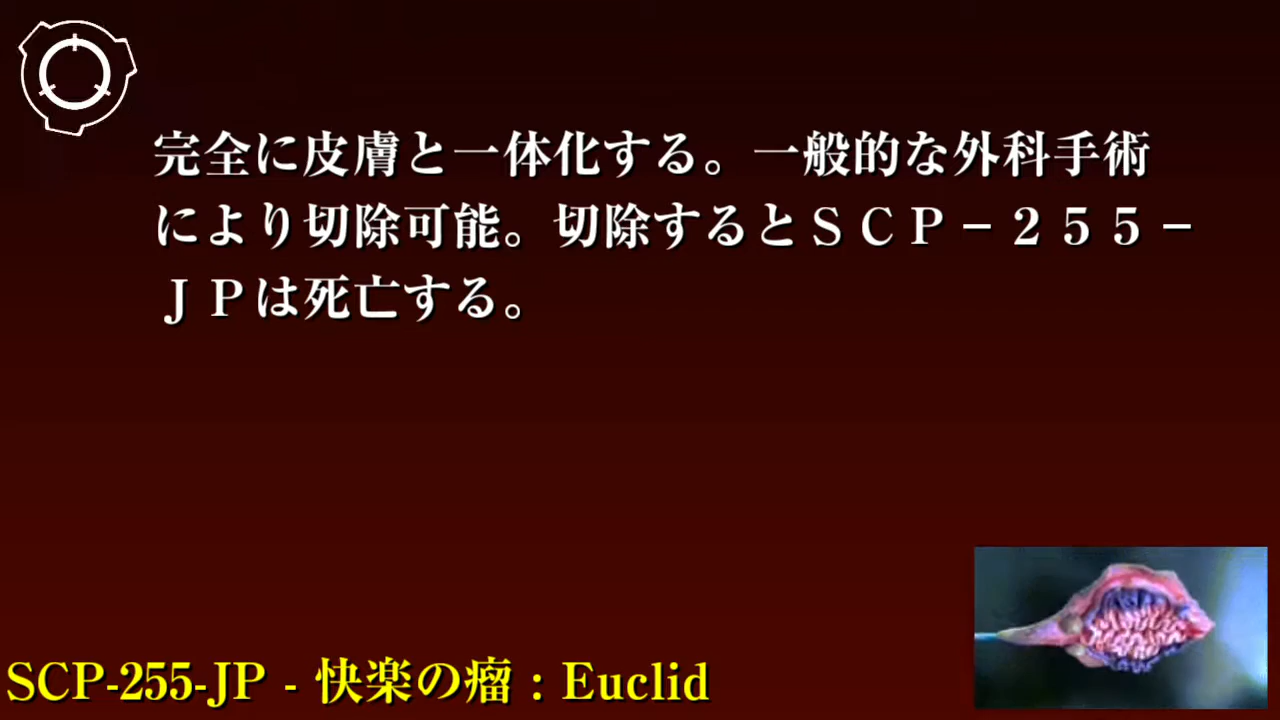 完全に皮膚と一体化する。一般的な外科手術
により切除可能。切除するとＳＣＰ－２５５－
ＪＰは死亡する。
SCP-255-JP - 快楽の瘤 : Euclid